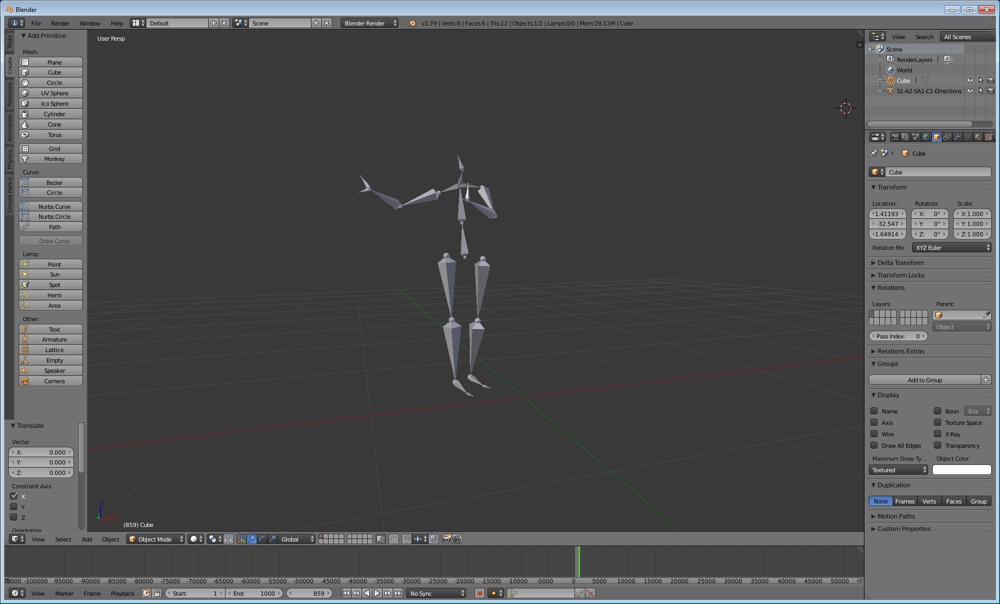 Blender
File Render Window Help Default Scene Blender Render v2.79 | Verts:8 | Faces:6 | Tris:12 | Objects:1/2 | Lamps:0/0 | Mem:29.12M | Cube
Tools
Create
Relations
Animation
Physics
Grease Pencil
Add Primitive
Mesh:
Plane
Cube
Circle
UV Sphere
Ico Sphere
Cylinder
Cone
Torus
Grid
Monkey
Curve:
Bezier
Circle
Nurbs Curve
Nurbs Circle
Path
Draw Curve
Lamp:
Point
Sun
Spot
Hemi
Area
Other:
Text
Armature
Lattice
Empty
Speaker
Camera
Translate
Vector
X: 0.000
Y: 0.000
Z: 0.000
Constraint Axis
X
Y
Z
Orientation
User Persp
z
(859) Cube
View Select Add Object Object Mode Global
-100000 -95000 -90000 -85000 -80000 -75000 -70000 -65000 -60000 -55000 -50000 -45000 -40000 -35000 -30000 -25000 -20000 -15000 -10000 -5000 0 5000 10000 15000 20000 25000 30000 35000 40000 45000 50000
View Marker Frame Playback Start: 1 End: 1000 859 No Sync
View Search All Scenes
Scene
RenderLayers |
World
Cube |
S1-A2-SA1-C1-Directions
Cube
Cube
Transform
Location: Rotation: Scale:
1.41193 X: 0° X:1.000
-32.547 Y: 0° Y: 1.000
1.64914 Z: 0° Z:1.000
Rotation Mo XYZ Euler
Delta Transform
Transform Locks
Relations
Layers: Parent:
Object
Pass Index: 0
Relations Extras
Groups
Add to Group
Display
Name Boun Box
Axis Texture Space
Wire X-Ray
Draw All Edges Transparency
Maximum Draw Ty... Object Color:
Textured
Duplication
None Frames Verts Faces Group
Motion Paths
Custom Properties